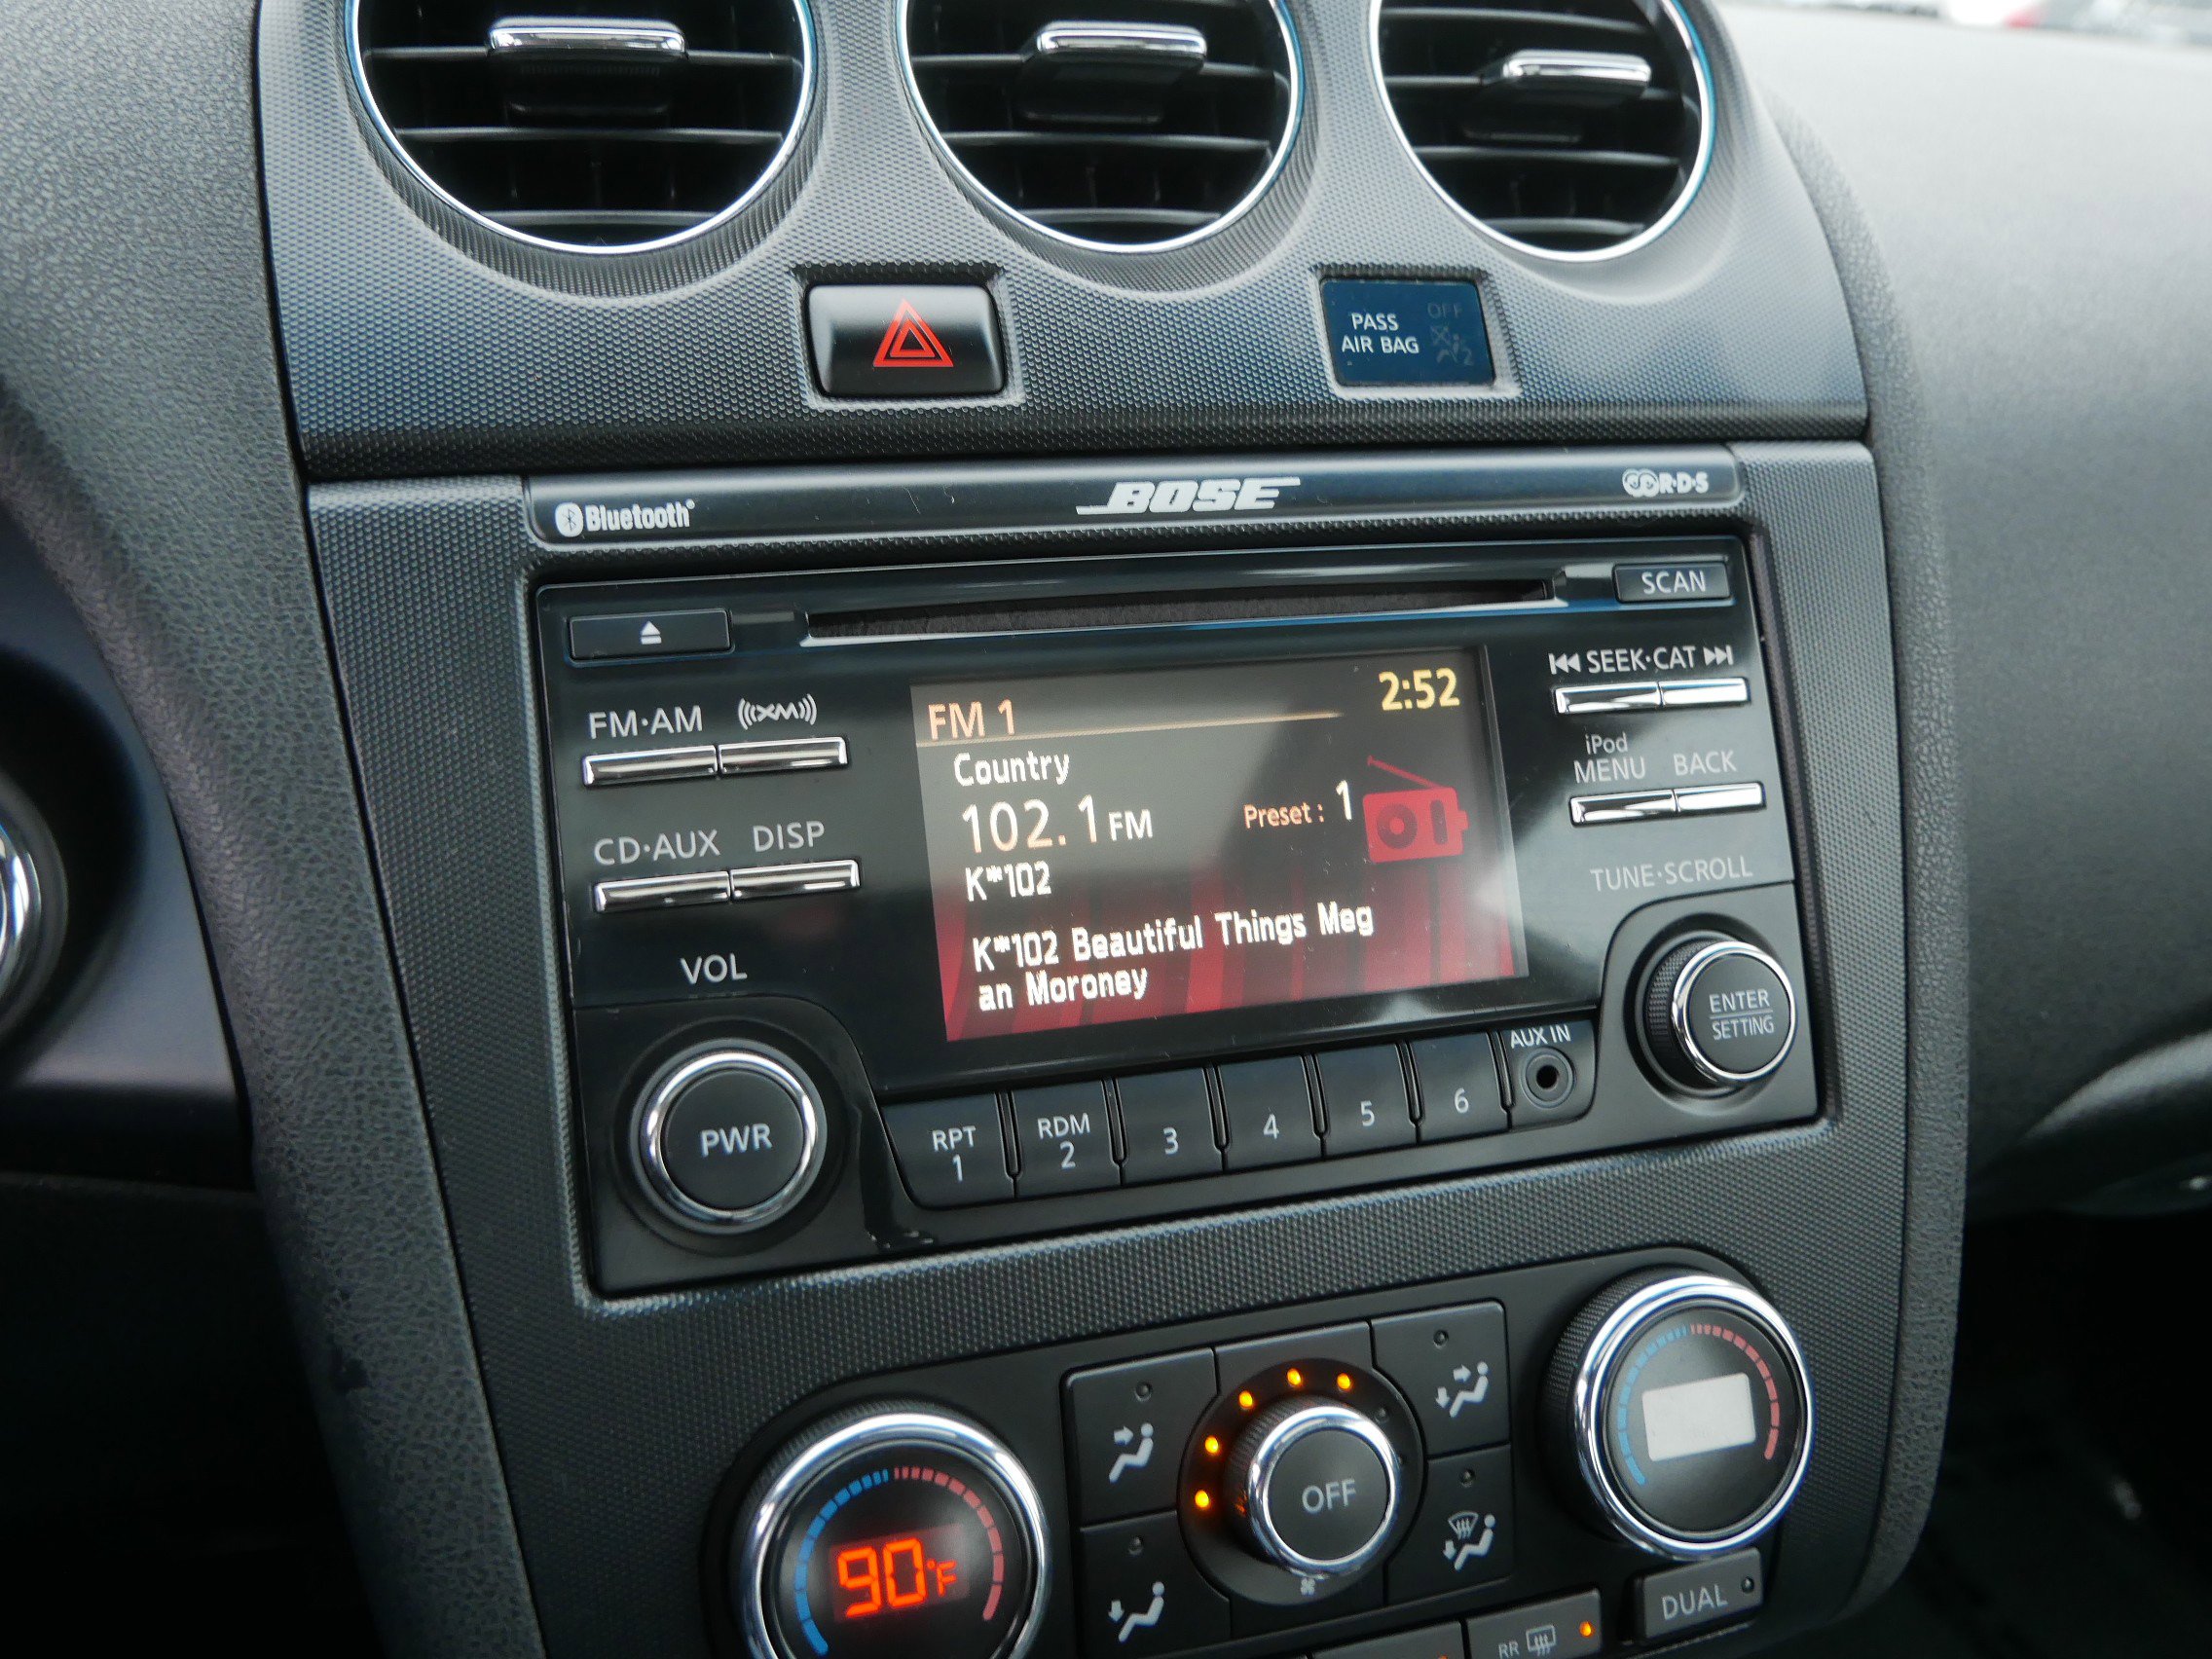 PASS OFF
AIR BAG 2
Bluetooth® BOSE R·D·S
SCAN
SEEK·CAT
FM·AM ((XM))
FM 1 2:52
iPod
MENU BACK
Country
102.1 FM Preset : 1
CD·AUX DISP
K*102
TUNE·SCROLL
K*102 Beautiful Things Meg
an Moroney
VOL
ENTER
SETTING
AUX IN
PWR
RPT
1
RDM
2
3
4
5
6
OFF
90°F
DUAL
RR